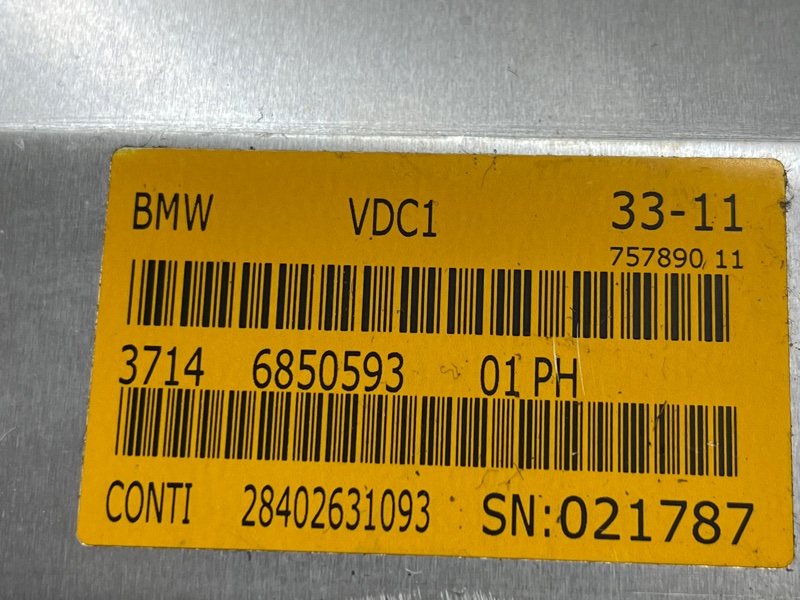 BMW VDC1 33-11
757890 11
3714 6850593 01 PH
CONTI 28402631093 SN:021787